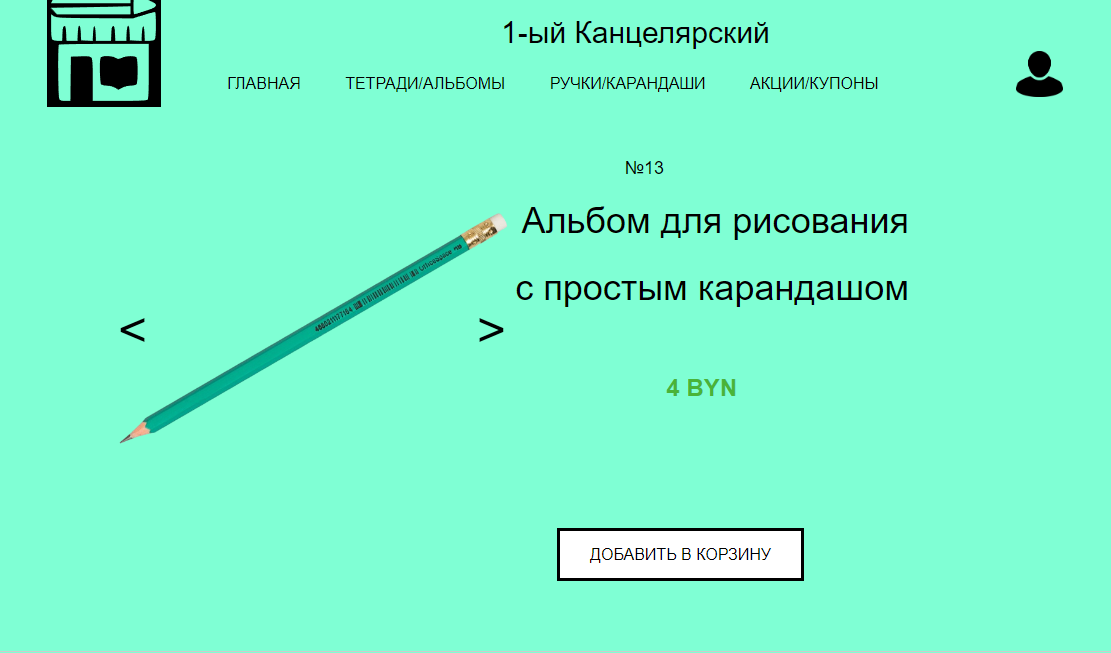 1-ый Канцелярский
ГЛАВНАЯ ТЕТРАДИ/АЛЬБОМЫ РУЧКИ/КАРАНДАШИ АКЦИИ/КУПОНЫ
№13
Альбом для рисования
с простым карандашом
< >
4 BYN
ДОБАВИТЬ В КОРЗИНУ